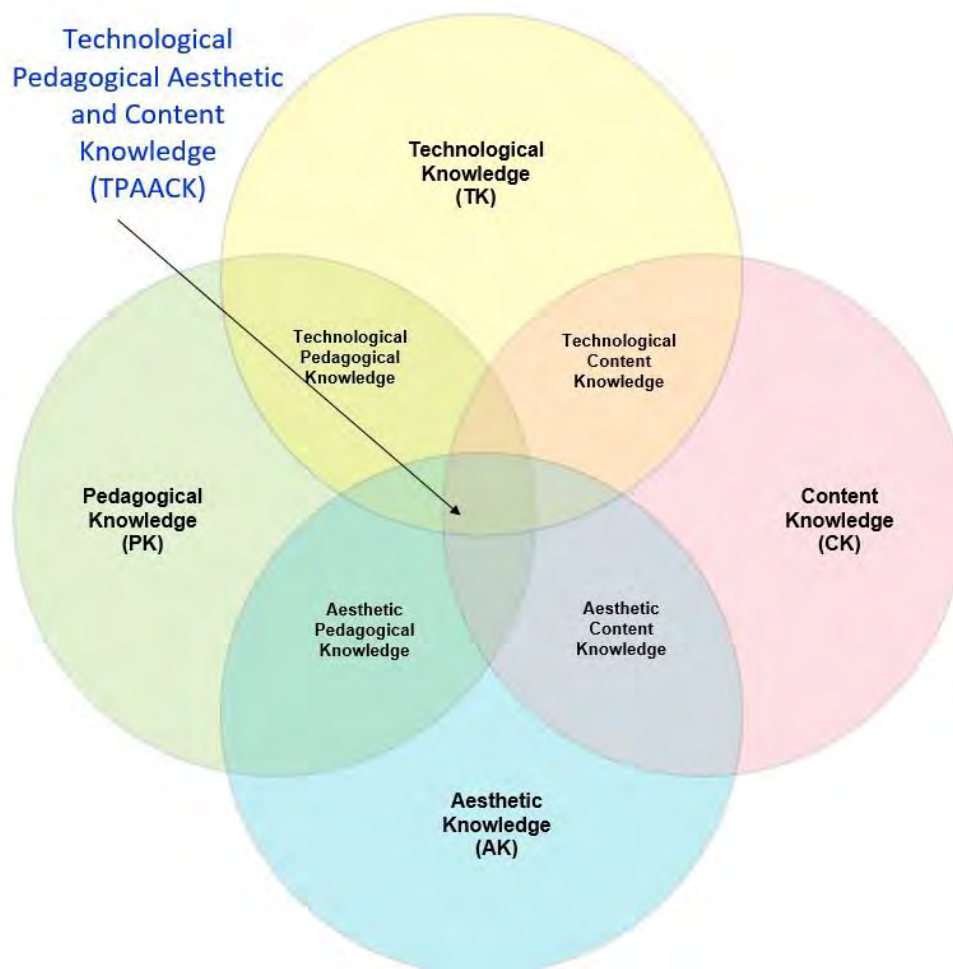 Technological
Pedagogical Aesthetic
and Content
Knowledge
(TPAACK)
Technological
Knowledge
(TK)
Technological
Pedagogical
Knowledge
Technological
Content
Knowledge
Pedagogical
Knowledge
(PK)
Content
Knowledge
(CK)
Aesthetic
Pedagogical
Knowledge
Aesthetic
Content
Knowledge
Aesthetic
Knowledge
(AK)